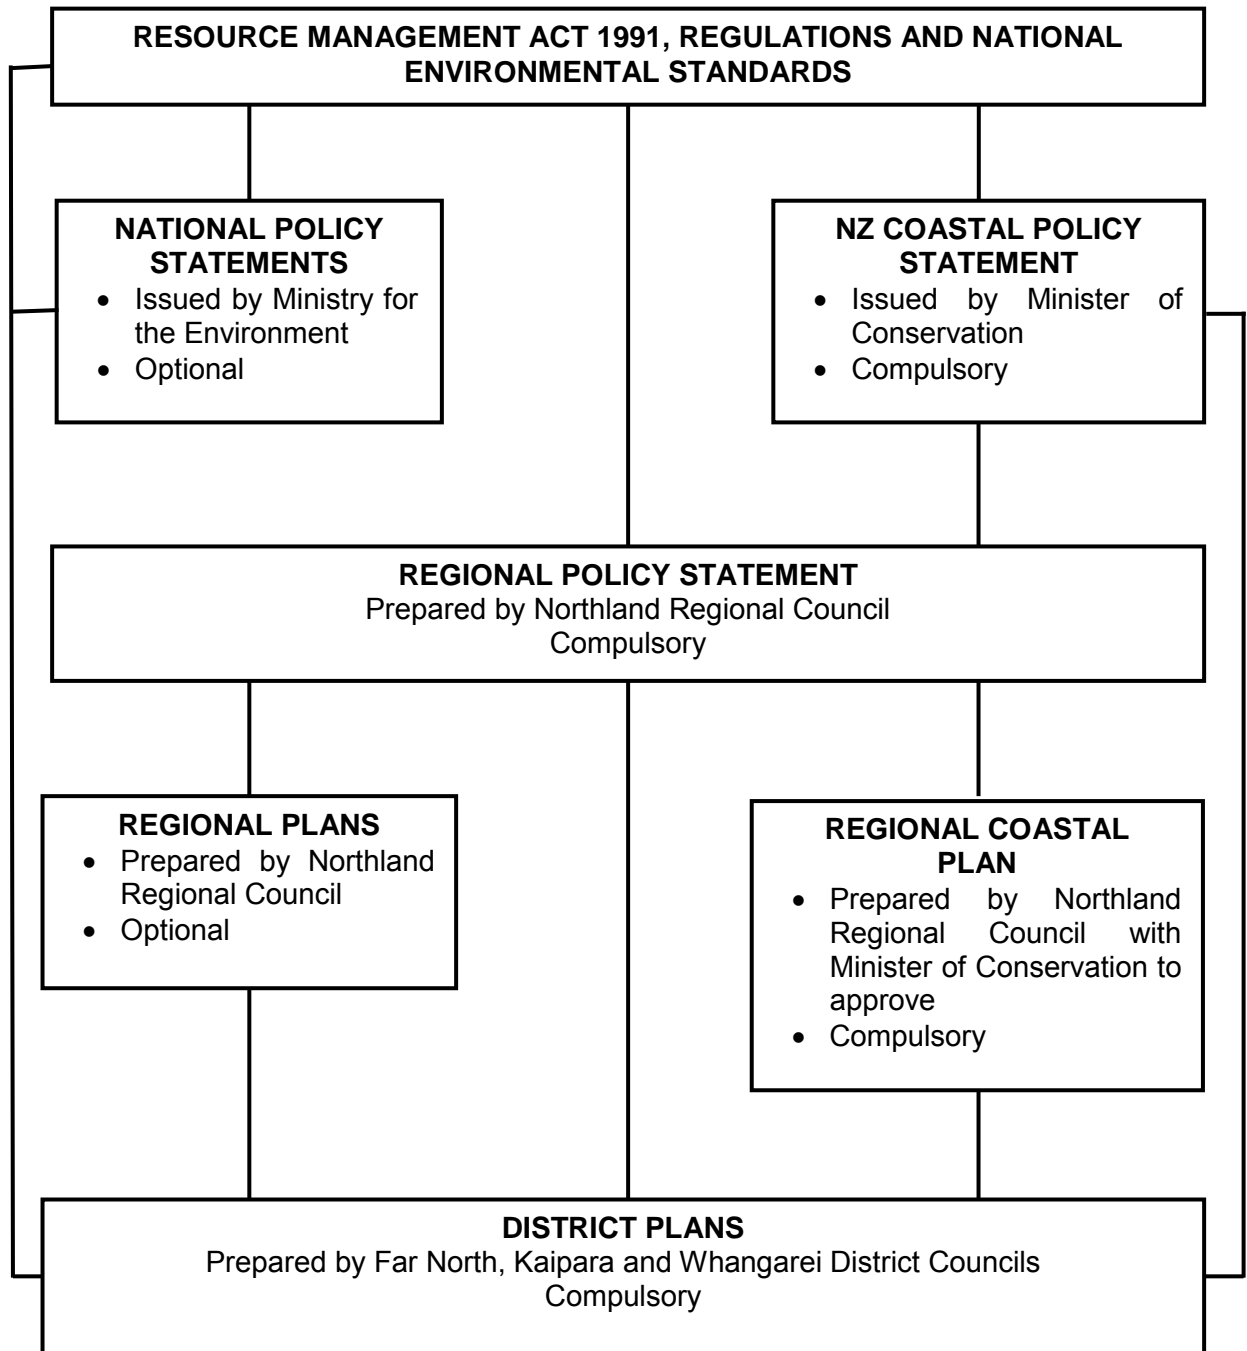 RESOURCE MANAGEMENT ACT 1991, REGULATIONS AND NATIONAL
ENVIRONMENTAL STANDARDS
NATIONAL POLICY
STATEMENTS
• Issued by Ministry for
the Environment
• Optional
NZ COASTAL POLICY
STATEMENT
• Issued by Minister of
Conservation
• Compulsory
REGIONAL POLICY STATEMENT
Prepared by Northland Regional Council
Compulsory
REGIONAL PLANS
• Prepared by Northland
Regional Council
• Optional
REGIONAL COASTAL
PLAN
• Prepared by Northland
Regional Council with
Minister of Conservation to
approve
• Compulsory
DISTRICT PLANS
Prepared by Far North, Kaipara and Whangarei District Councils
Compulsory